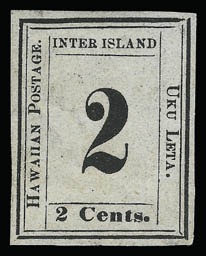 INTER ISLAND
HAWAIIAN POSTAGE.
2
UKU LETA.
2 Cents.